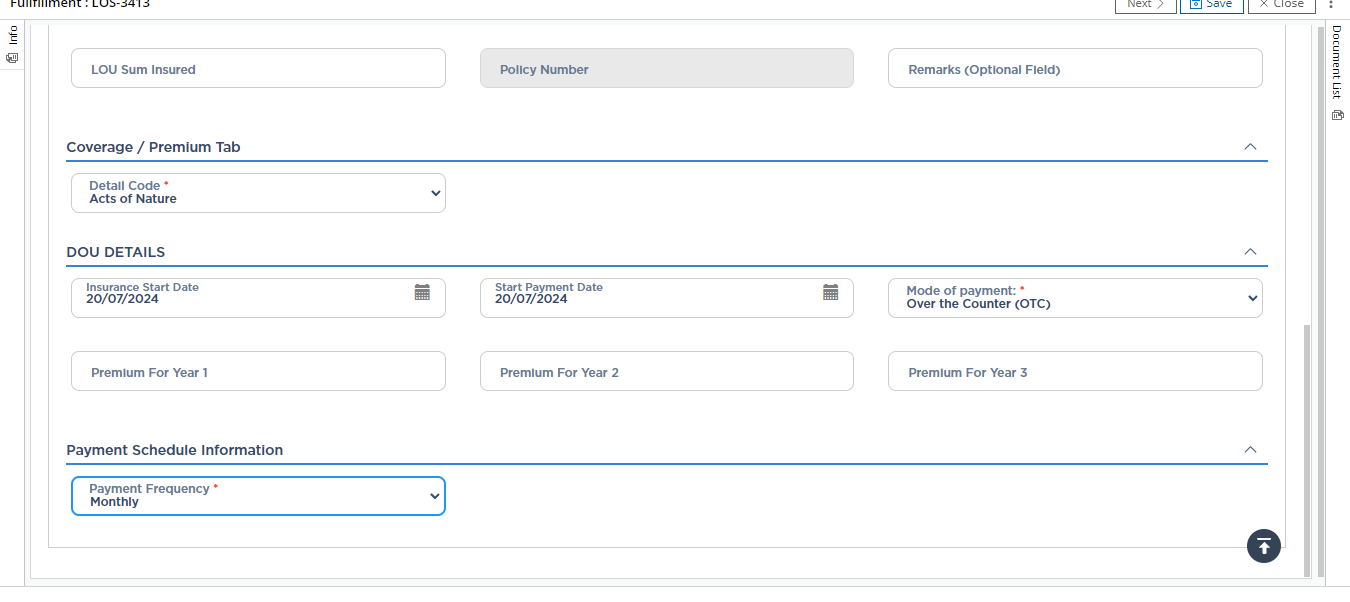 Fullfillment : LOS-3413
Next
Save
Close
Info
Document List
LOU Sum Insured
Policy Number
Remarks (Optional Field)
Coverage / Premium Tab
Detail Code *
Acts of Nature
DOU DETAILS
Insurance Start Date
20/07/2024
Start Payment Date
20/07/2024
Mode of payment: *
Over the Counter (OTC)
Premium For Year 1
Premium For Year 2
Premium For Year 3
Payment Schedule Information
Payment Frequency *
Monthly